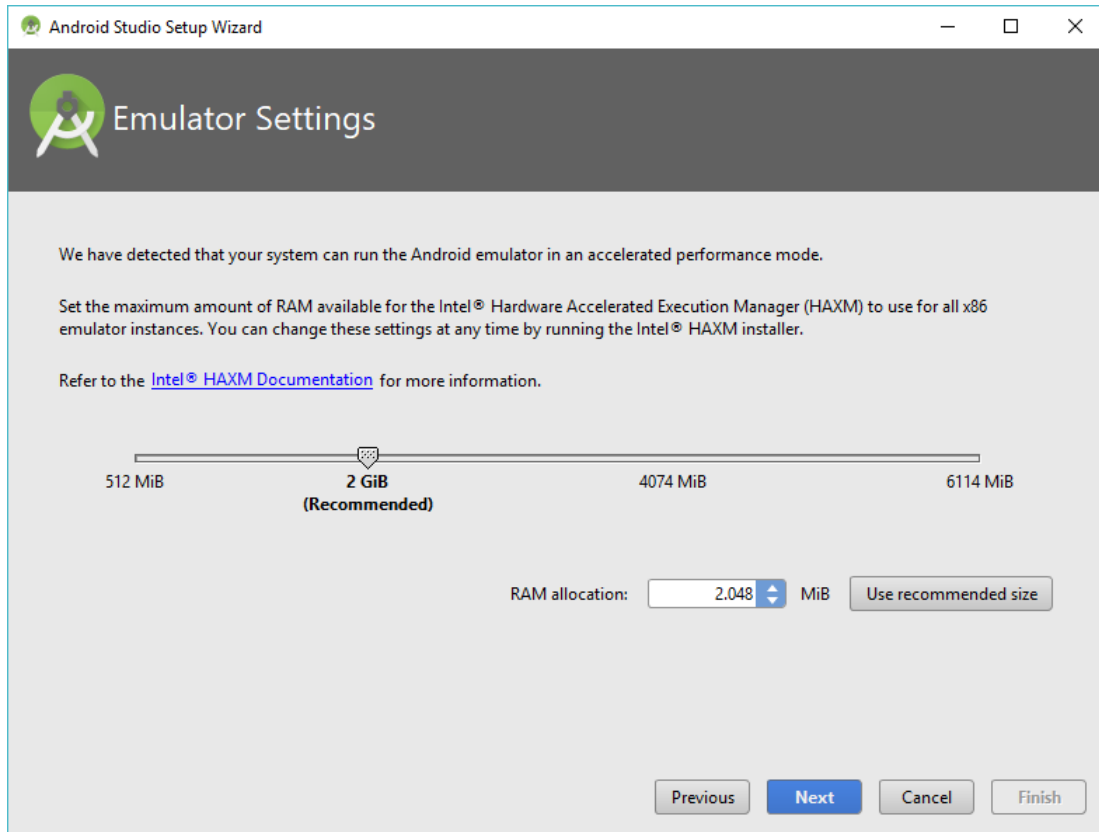 Android Studio Setup Wizard
Emulator Settings
We have detected that your system can run the Android emulator in an accelerated performance mode.
Set the maximum amount of RAM available for the Intel® Hardware Accelerated Execution Manager (HAXM) to use for all x86
emulator instances. You can change these settings at any time by running the Intel® HAXM installer.
Refer to the Intel® HAXM Documentation for more information.
512 MiB 2 GiB 4074 MiB 6114 MiB
(Recommended)
RAM allocation: 2.048 MiB Use recommended size
Previous Next Cancel Finish